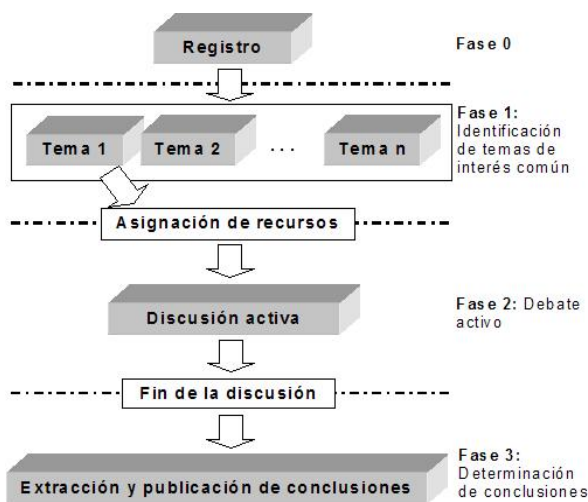 Registro
Fase 0
Fase 1:
Identificación
de temas de
interés común
Tema 1
Tema 2
...
Tema n
Asignación de recursos
Discusión activa
Fase 2: Debate
activo
Fin de la discusión
Fase 3:
Determinación
de conclusiones
Extracción y publicación de conclusiones